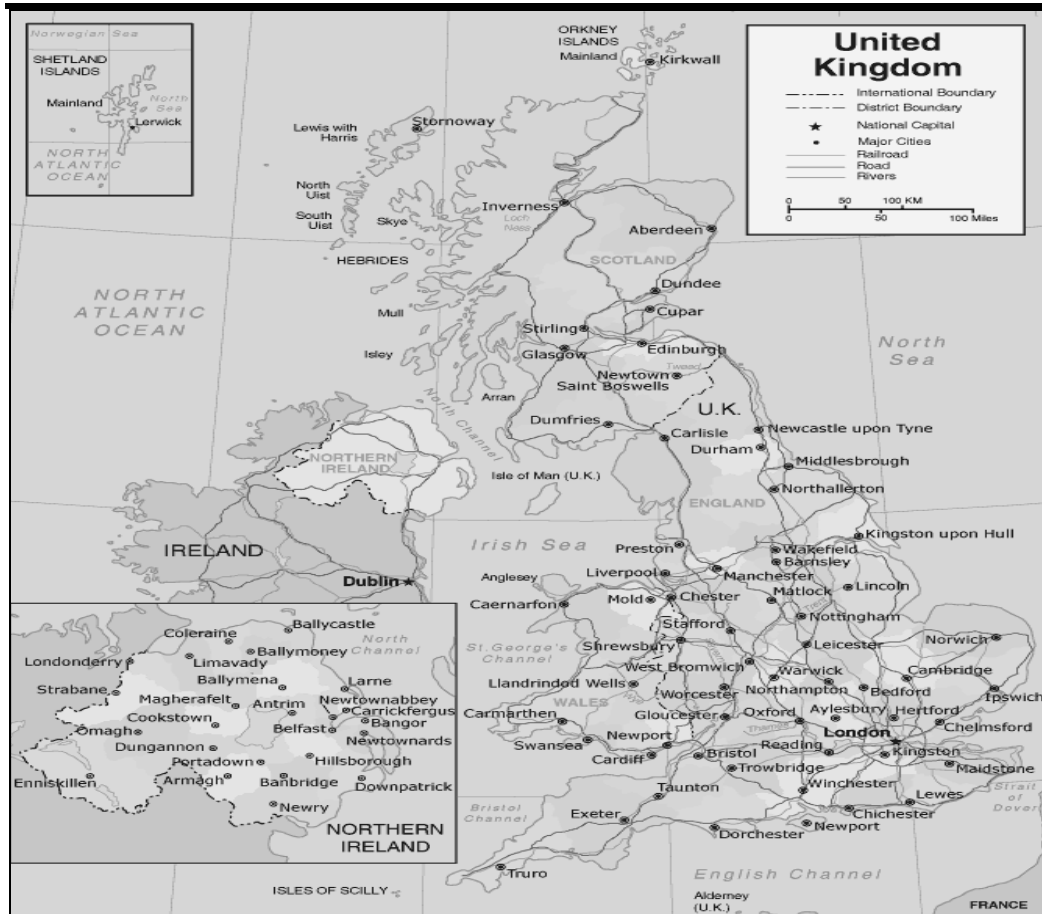 Norwegian Sea
SHETLAND
ISLANDS
Mainland
North
Sea
Lerwick
NORTH
ATLANTIC
OCEAN
ORKNEY
ISLANDS
Mainland
Kirkwall
United
Kingdom
International Boundary
District Boundary
National Capital
Major Cities
Railroad
Road
Rivers
0 50 100 KM
0 50 100 Miles
Lewis with
Harris
Stornoway
North
Uist
South
Uist
Skye
HEBRIDES
Inverness
Loch
Ness
Aberdeen
SCOTLAND
NORTH
ATLANTIC
OCEAN
Mull
Dundee
Cupar
Stirling
Isley
Glasgow
Edinburgh
North
Sea
Newtown
Tweed
Saint Boswells
Arran
U.K.
North Channel
Dumfries
Carlisle
Newcastle upon Tyne
Durham
NORTHERN
IRELAND
Isle of Man (U.K.)
Middlesbrough
Northallerton
ENGLAND
Kingston upon Hull
IRELAND
Irish Sea
Preston
Wakefield
Barnsley
Dublin
Anglesey
Liverpool
Manchester
Lincoln
Caernarfon
Mold
Chester
Matlock
Trent
Nottingham
Stafford
Norwich
St.George's
Channel
Shrewsbury
Severn
Leicester
West Bromwich
Warwick
Cambridge
Llandrindod Wells
Worcester
Northampton
Bedford
Ipswich
WALES
Aylesbury
Hertford
Carmarthen
Gloucester
Oxford
Chelmsford
London
Swansea
Newport
Thames
Reading
Kingston
Cardiff
Bristol
Trowbridge
Maidstone
Taunton
Winchester
Lewes
Strait
of
Dover
Bristol
Channel
Exeter
Chichester
Dorchester
Newport
Truro
English Channel
ISLES OF SCILLY
Alderney
(U.K.)
FRANCE
Ballycastle
Coleraine
North
Channel
Ballymoney
Londonderry
Limavady
Ballymena
Larne
Strabane
Magherafelt
Antrim
Newtownabbey
Carrickfergus
Cookstown
Bangor
Omagh
Belfast
Newtownards
Dungannon
Hillsborough
Portadown
Enniskillen
Armagh
Banbridge
Downpatrick
Newry
NORTHERN
IRELAND